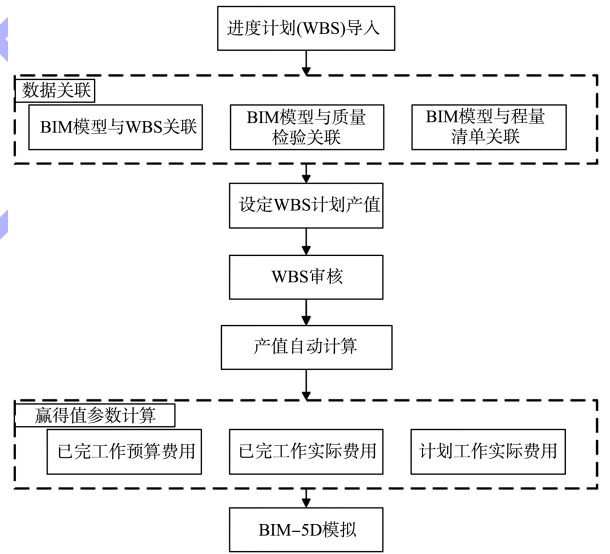 进度计划(WBS)导入
数据关联
BIM模型与WBS关联
BIM模型与质量
检验关联
BIM模型与程量
清单关联
设定WBS计划产值
WBS审核
产值自动计算
赢得值参数计算
已完工作预算费用
已完工作实际费用
计划工作实际费用
BIM-5D模拟